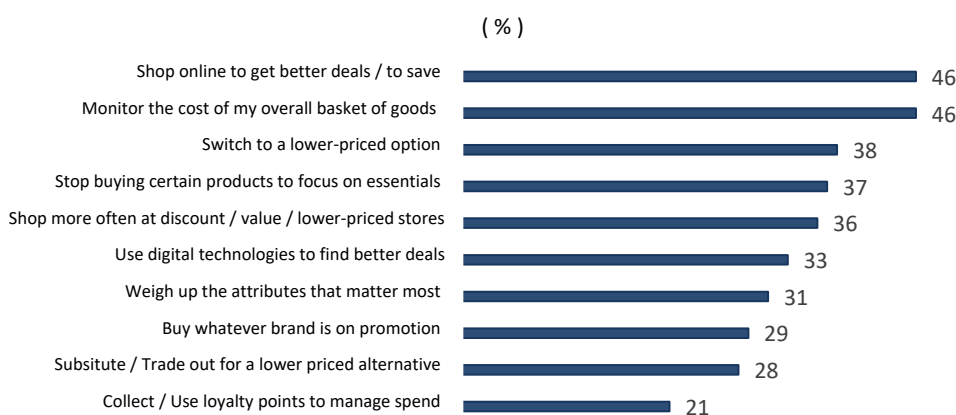 ( % )
Shop online to get better deals / to save 46
Monitor the cost of my overall basket of goods 46
Switch to a lower-priced option 38
Stop buying certain products to focus on essentials 37
Shop more often at discount / value / lower-priced stores 36
Use digital technologies to find better deals 33
Weigh up the attributes that matter most 31
Buy whatever brand is on promotion 29
Subsitute / Trade out for a lower priced alternative 28
Collect / Use loyalty points to manage spend 21